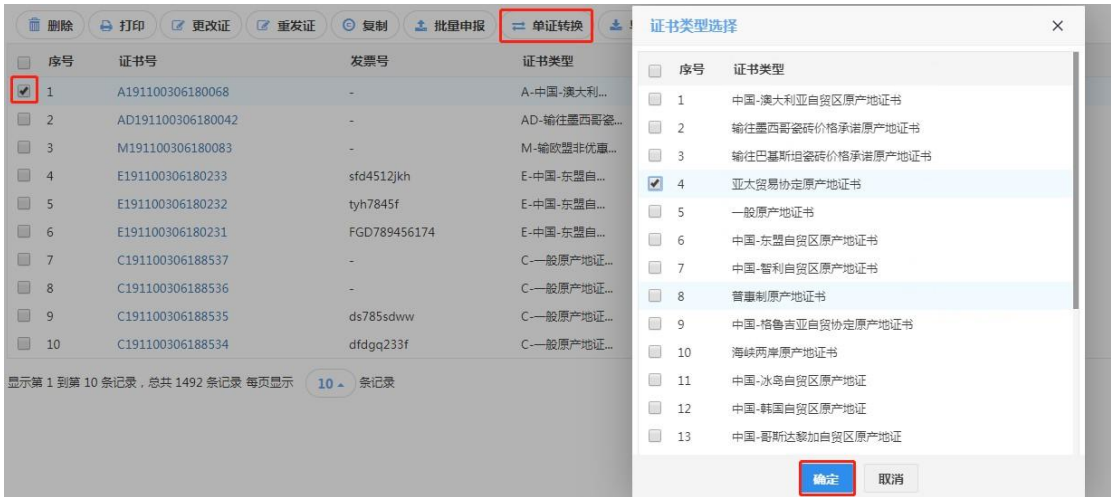 删除 打印 更改证 重发证 复制 批量申报 单证转换
序号 证书号 发票号 证书类型
1 A191100306180068 - A-中国-澳大利...
2 AD191100306180042 - AD-输往墨西哥瓷...
3 M191100306180083 - M-输欧盟非优惠...
4 E191100306180233 sfd4512jkh E-中国-东盟自...
5 E191100306180232 tyh7845f E-中国-东盟自...
6 E191100306180231 FGD789456174 E-中国-东盟自...
7 C191100306188537 - C-一般原产地证...
8 C191100306188536 - C-一般原产地证...
9 C191100306188535 ds785sdww C-一般原产地证...
10 C191100306188534 dfdgq233f C-一般原产地证...
显示第 1 到第 10 条记录，总共 1492 条记录 每页显示 10 条记录
证书类型选择
序号 证书类型
1 中国-澳大利亚自贸区原产地证书
2 输往墨西哥瓷砖价格承诺原产地证书
3 输往巴基斯坦瓷砖价格承诺原产地证书
4 亚太贸易协定原产地证书
5 一般原产地证书
6 中国-东盟自贸区原产地证书
7 中国-智利自贸区原产地证书
8 普惠制原产地证书
9 中国-格鲁吉亚自贸协定原产地证书
10 海峡两岸原产地证书
11 中国-冰岛自贸区原产地证
12 中国-韩国自贸区原产地证
13 中国-哥斯达黎加自贸区原产地证
确定 取消